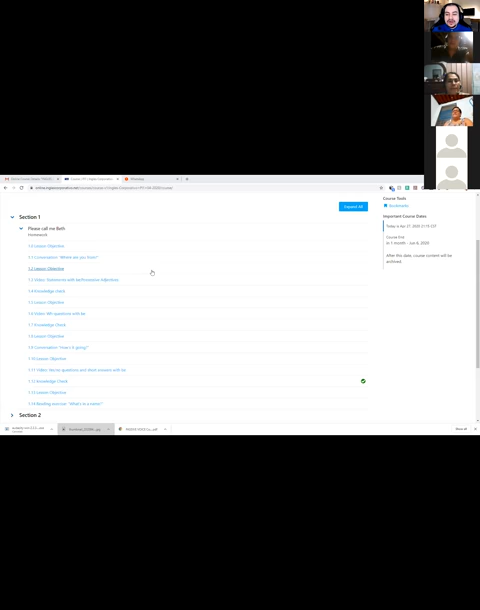 Expand All
Section 1
Please call me Beth
Homework
1.0 Lesson Objective
1.1 Conversation "Where are you from?"
1.2 Lesson Objective
1.3 Video: Statements with be/Possessive Adjectives
1.4 Knowledge check
1.5 Lesson Objective
1.6 Video: Wh-questions with be
1.7 Knowledge Check
1.8 Lesson Objective
1.9 Conversation "How's it going?"
1.10 Lesson Objective
1.11 Video: Yes-no questions and short answers with be
1.12 Knowledge Check
1.13 Lesson Objective
1.14 Reading exercise: "What's in a name?"
Section 2
Course Tools
Bookmarks
Important Course Dates
Today is Apr 27, 2020 21:19 CST
Course End
in 1 month - Jun 6, 2020
After this date, course content will be
archived.
Show all